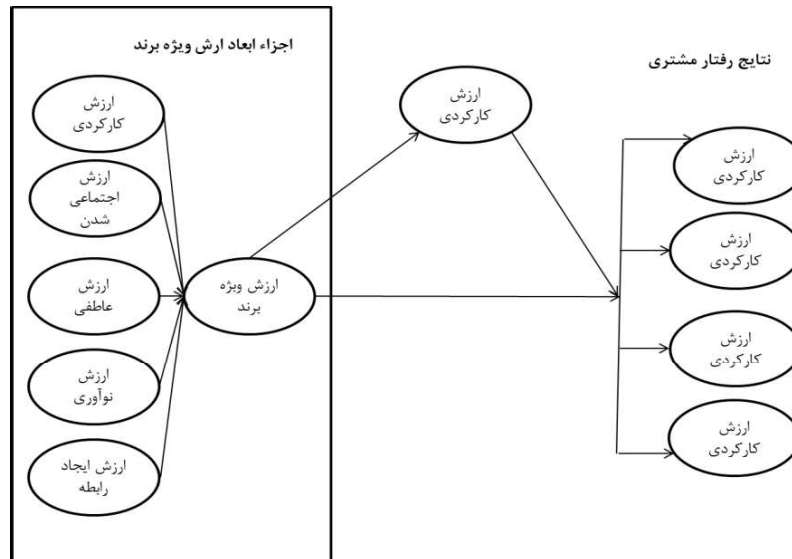 اجزاء ابعاد ارش ویژه برند
نتایج رفتار مشتری
ارزش
کارکردی
ارزش
اجتماعی
شدن
ارزش
عاطفی
ارزش
نوآوری
ارزش ایجاد
رابطه
ارزش ویژه
برند
ارزش
کارکردی
ارزش
کارکردی
ارزش
کارکردی
ارزش
کارکردی
ارزش
کارکردی